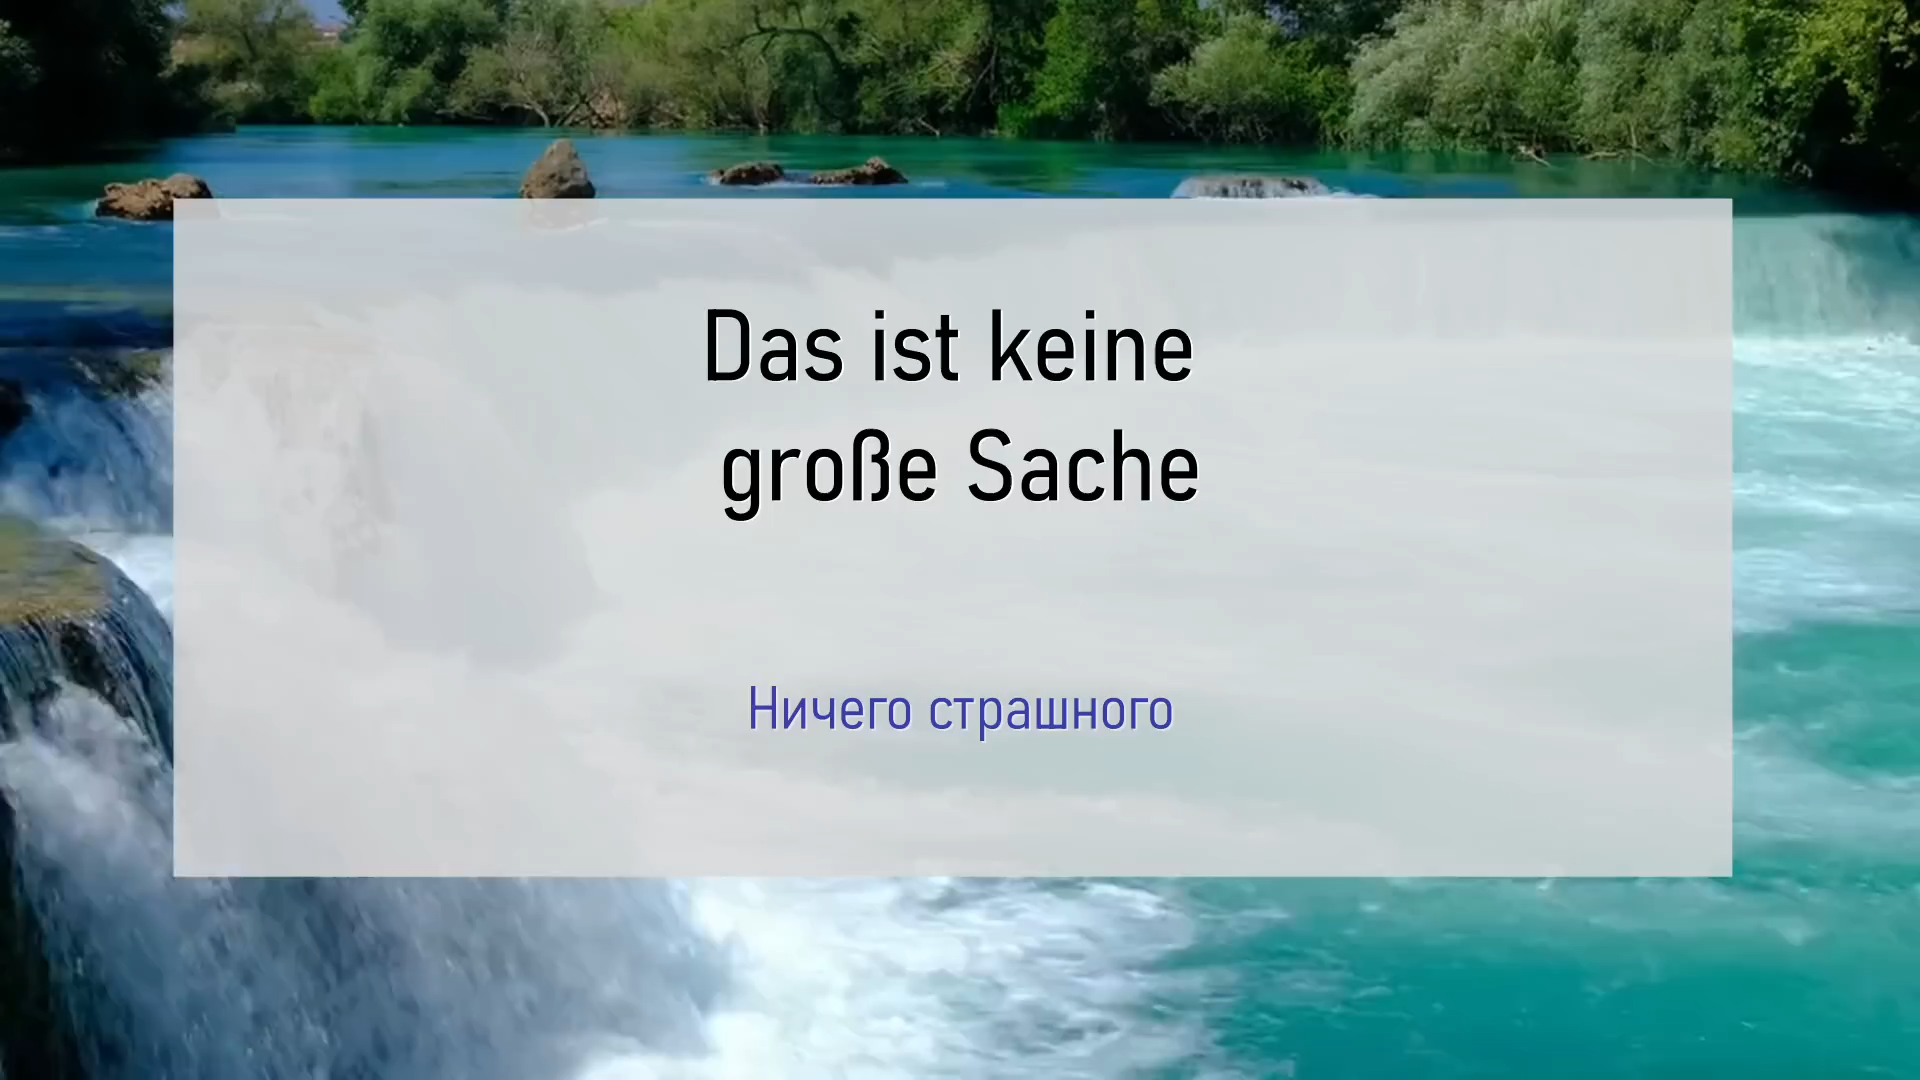 Das ist keine
große Sache
Ничего страшного